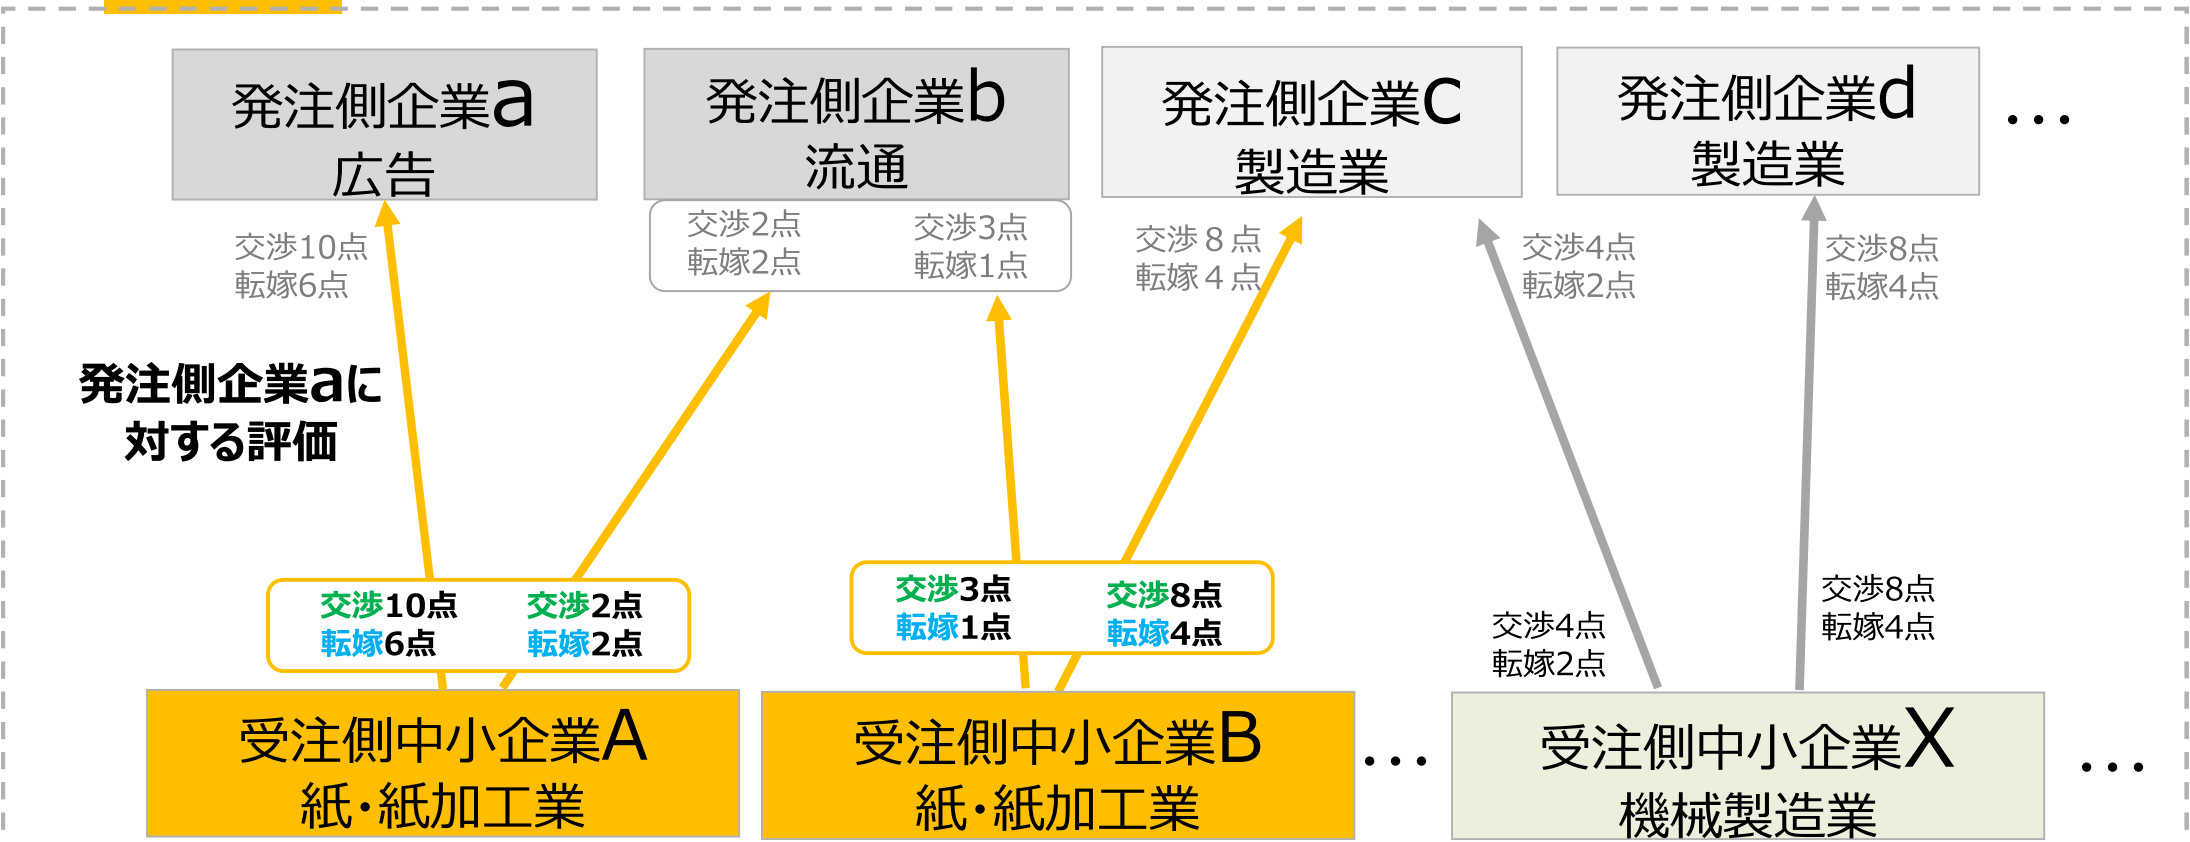 発注側企業a
広告
発注側企業b
流通
発注側企業c
製造業
発注側企業d
製造業
…
交渉10点
転嫁6点
交渉2点
転嫁2点
交渉3点
転嫁1点
交渉８点
転嫁４点
交渉4点
転嫁2点
交渉8点
転嫁4点
発注側企業aに
対する評価
交渉10点
転嫁6点
交渉2点
転嫁2点
交渉3点
転嫁1点
交渉8点
転嫁4点
交渉4点
転嫁2点
交渉8点
転嫁4点
受注側中小企業A
紙・紙加工業
受注側中小企業B
紙・紙加工業
…
受注側中小企業X
機械製造業
…